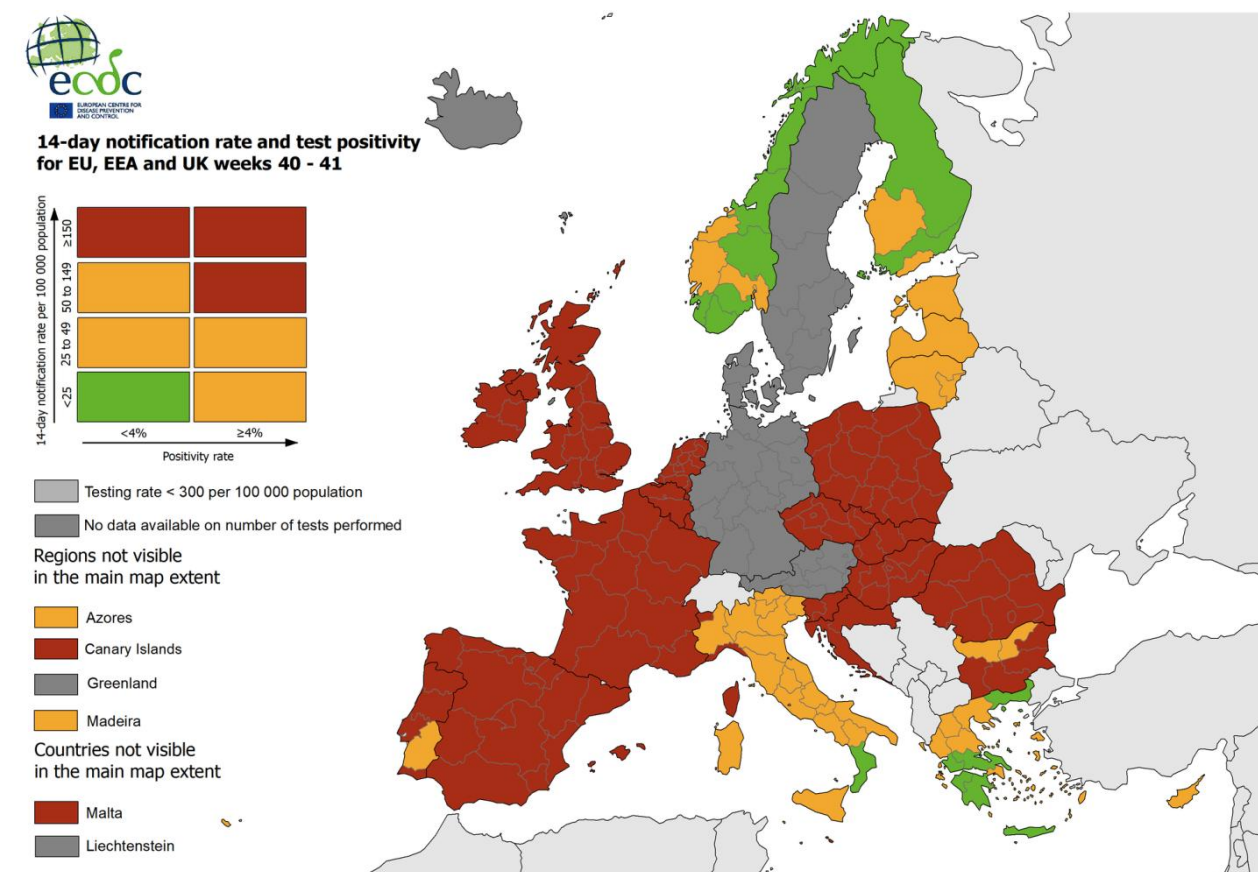 ecdc
EUROPEAN CENTRE FOR
DISEASE PREVENTION
AND CONTROL
14-day notification rate and test positivity
for EU, EEA and UK weeks 40 - 41
14-day notification rate per 100 000 population
≥150
50 to 149
25 to 49
<25
<4%
≥4%
Positivity rate
Testing rate < 300 per 100 000 population
No data available on number of tests performed
Regions not visible
in the main map extent
Azores
Canary Islands
Greenland
Madeira
Countries not visible
in the main map extent
Malta
Liechtenstein